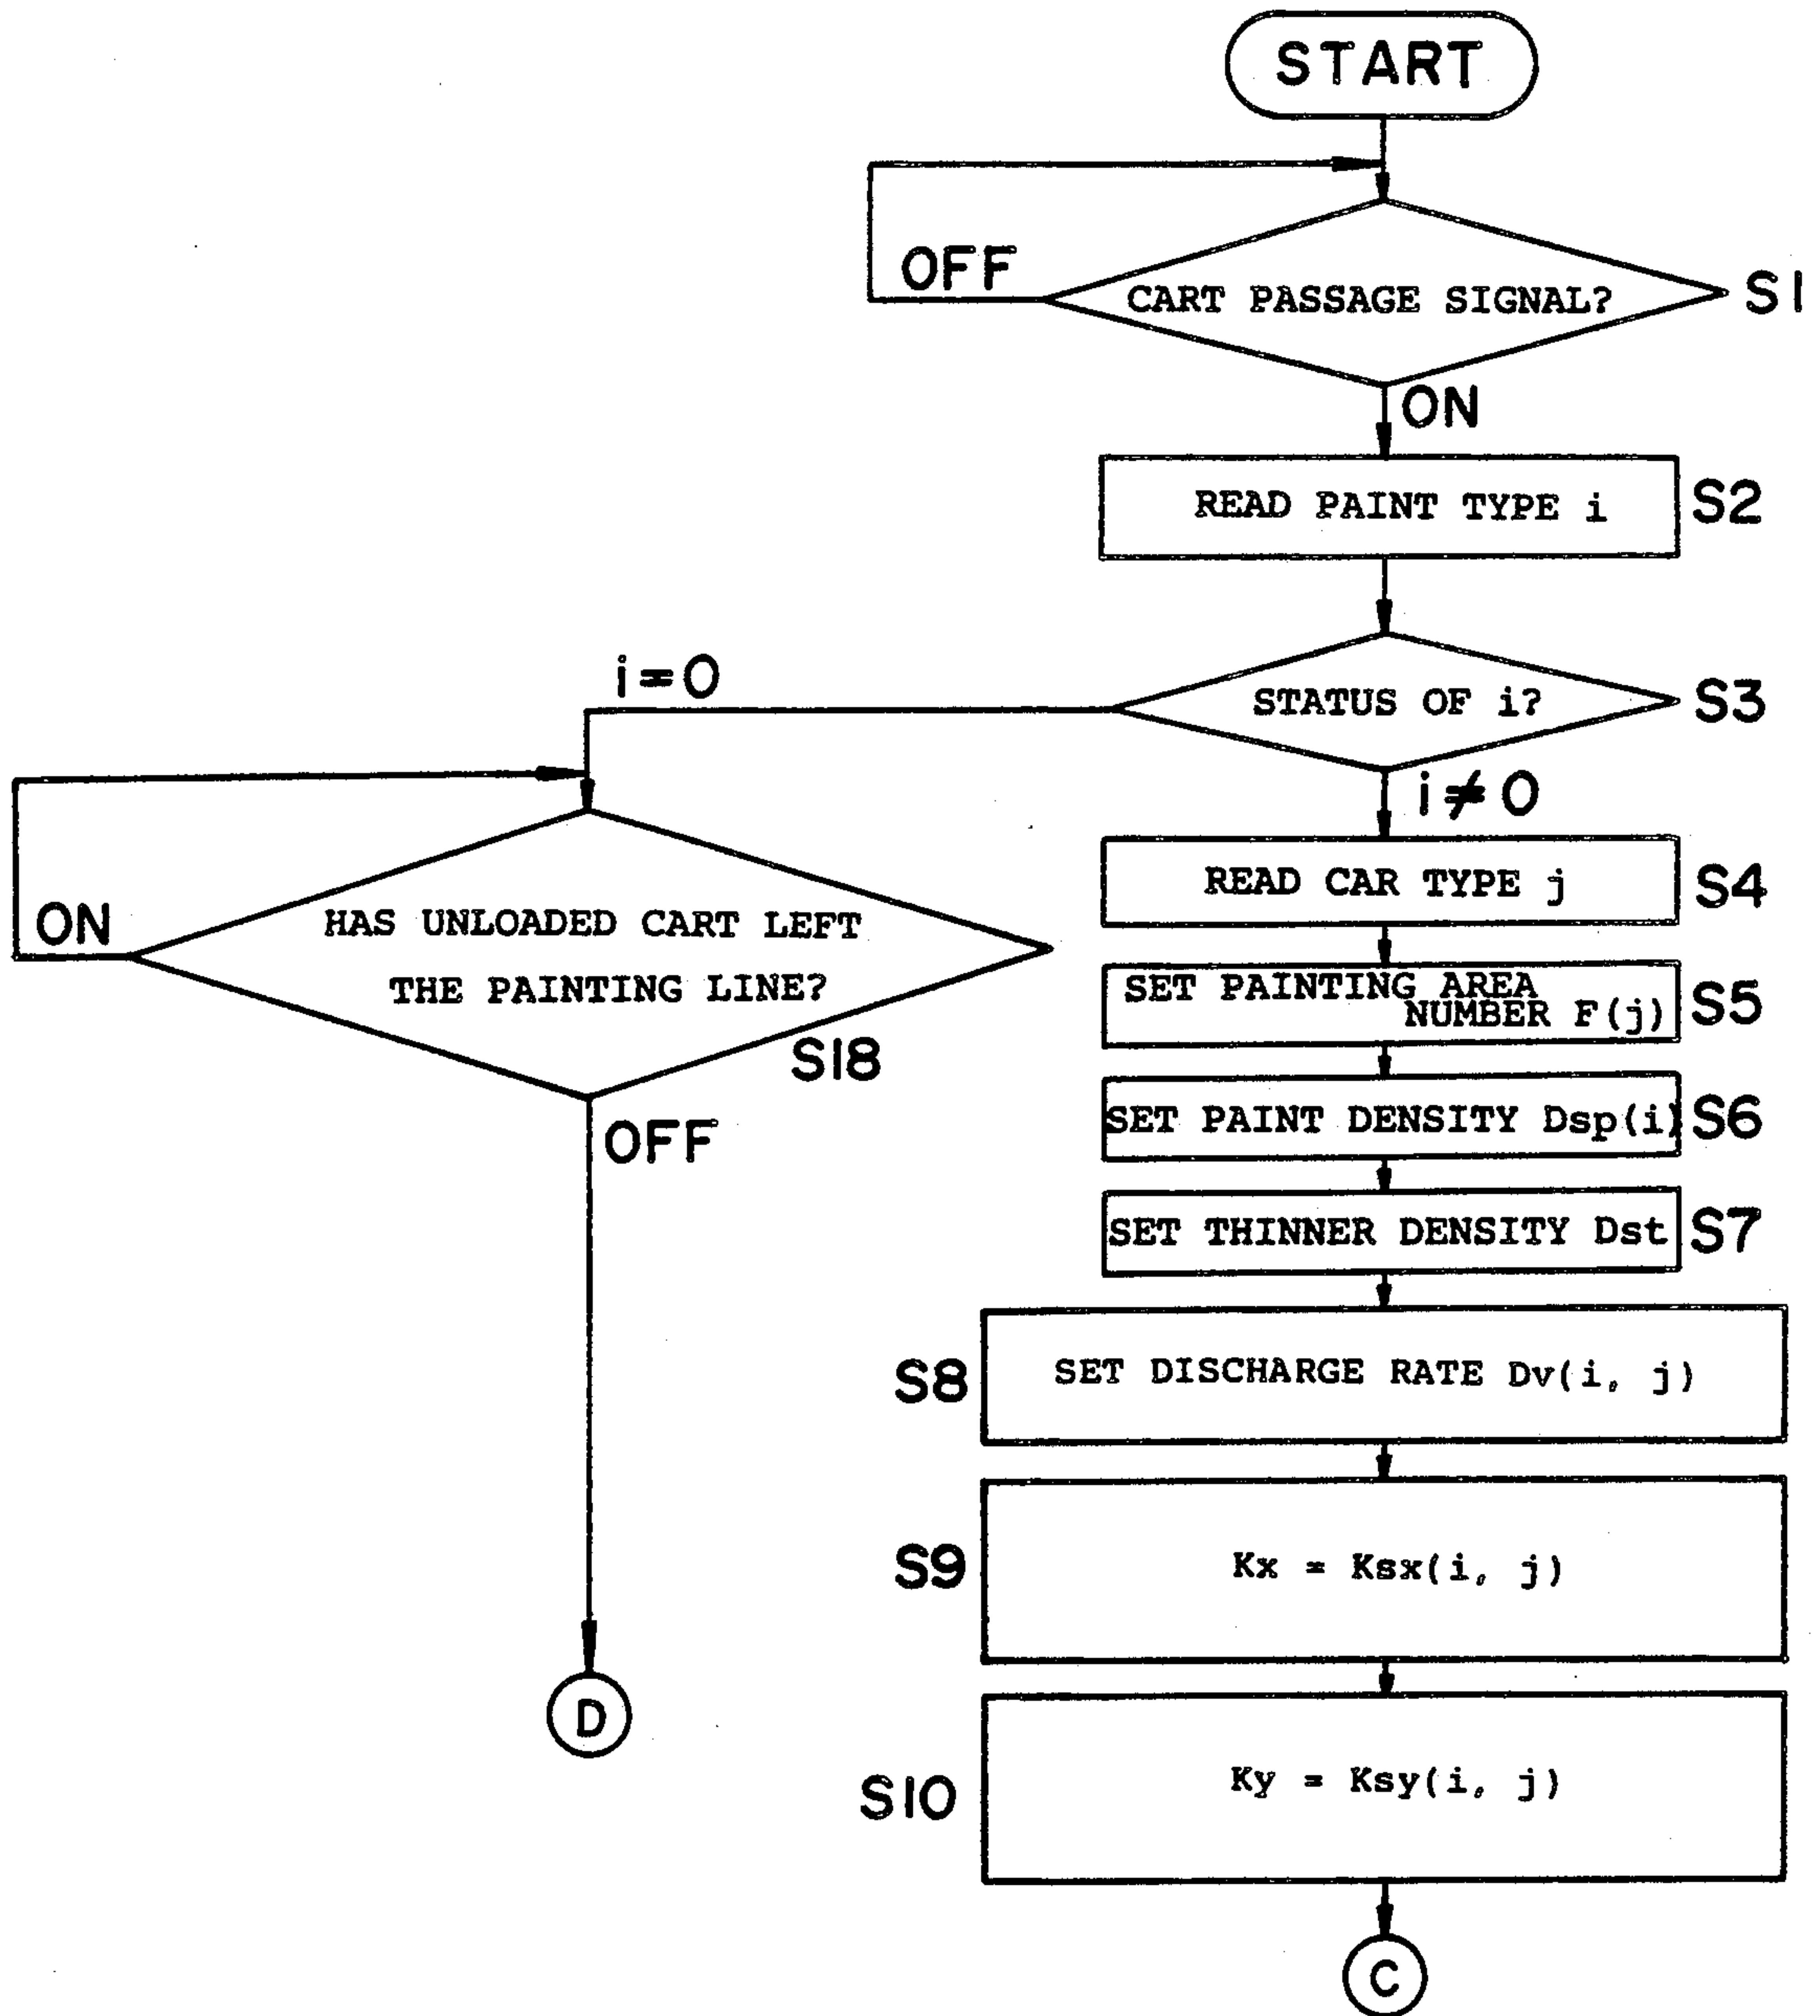 START
OFF
CART PASSAGE SIGNAL?
S1
ON
READ PAINT TYPE i
S2
i=0
STATUS OF i?
S3
i≠0
READ CAR TYPE j
S4
ON
HAS UNLOADED CART LEFT
THE PAINTING LINE?
S18
OFF
SET PAINTING AREA
NUMBER F(j)
S5
SET PAINT DENSITY Dsp(i)
S6
SET THINNER DENSITY Dst
S7
S8
SET DISCHARGE RATE Dv(i, j)
S9
Kx = Ksx(i, j)
D
S10
Ky = Ksy(i, j)
C